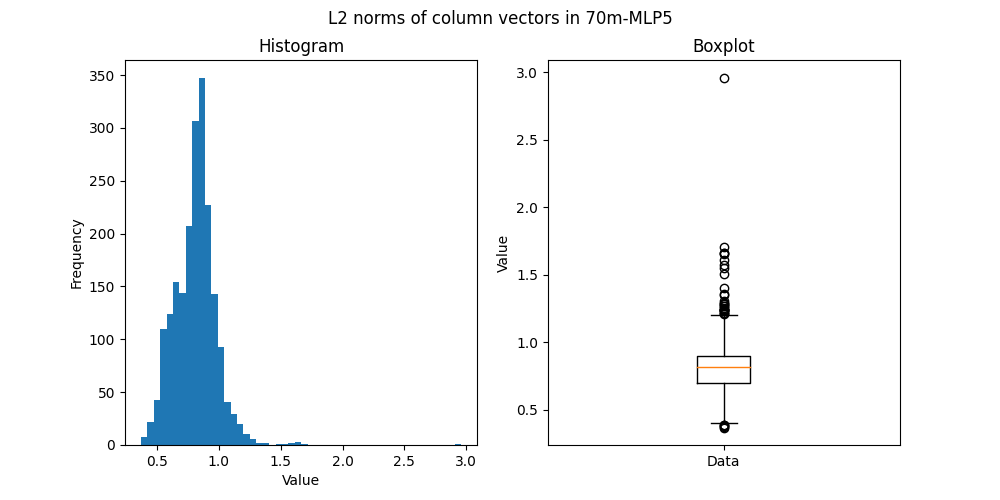 L2 norms of column vectors in 70m-MLP5
Histogram
Frequency
350
300
250
200
150
100
50
0
0.5 1.0 1.5 2.0 2.5 3.0
Value
Boxplot
Value
3.0
2.5
2.0
1.5
1.0
0.5
Data